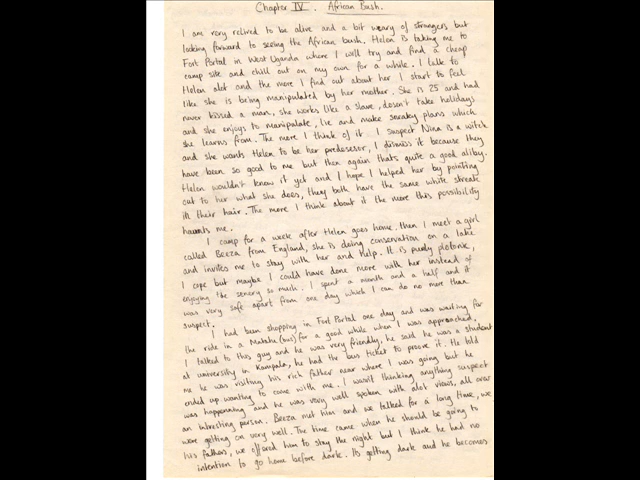 Chapter IV. African Bush.
I am very relived to be alive and a bit weary of strangers but
looking forward to seeing the African bush. Helen is taking me to
Fort Portal in West Uganda where I will try and find a cheap
camp site and chill out on my own for a while. I talk to
Helen alot and the more I find out about her I start to feel
like she is being manipulated by her mother. She is 25 and had
never kissed a man, she works like a slave, dosen't take holidays
and she enjoys to manipalate, lie and make sneaky plans which
she learns from. The more I think of it I suspect Nina is a witch
and she wants Helen to be her predosesor, I dismiss it because they
have been so good to me but then again thats quite a good aliby.
Helen wouldn't know it yet and I hope I helped her by pointing
out to her what she does, they both have the same white streak
in their hair. The more I think about it the more this possibility
haunts me.
I camp for a week after Helen goes home then I meet a girl
called Beeza from England, she is doing conservation on a lake
and invites me to stay with her and help. It is purely platonic,
I cope but maybe I could have done more with her instead of
enjoying the senery so much. I spent a month and a half and it
was very safe apart from one day which I can do no more than
suspect.
I had been shopping in Fort Portal one day and was waiting for
the ride in a Matatu (bus) for a good while when I was approached,
I talked to this guy and he was very friendly, he said he was a student
at university in Kampala, he had the bus ticket to proove it. He told
me he was visiting his rich father near where I was going but he
ended up wanting to come with me. I wasn't thinking anything suspect
was happening and he was very well spoken with alot views, all over
an intresting person. Beeza met him and we talked for a long time, we
were getting on very well. The time came when he should be going to
his fathers, we offered him to stay the night but I think he had no
intention to go home before dark. Its getting dark and he becomes